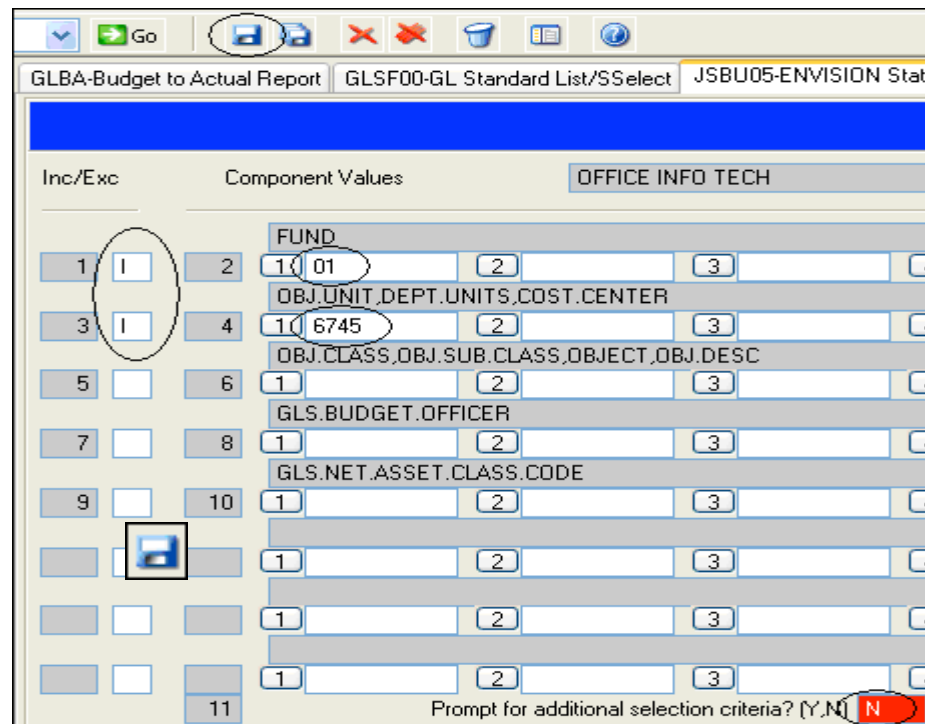 Go
GLBA-Budget to Actual Report GLSF00-GL Standard List/SSelect JSBU05-ENVISION Stat
Inc/Exc Component Values OFFICE INFO TECH
FUND
1 I 2 1 01 2 3
OBJ.UNIT,DEPT.UNITS,COST.CENTER
3 I 4 1 6745 2 3
OBJ.CLASS,OBJ.SUB.CLASS,OBJECT,OBJ.DESC
5 6 1 2 3
GLS.BUDGET.OFFICER
7 8 1 2 3
GLS.NET.ASSET.CLASS.CODE
9 10 1 2 3
1 2 3
1 2 3
1 2 3
11 Prompt for additional selection criteria? (Y,N) N